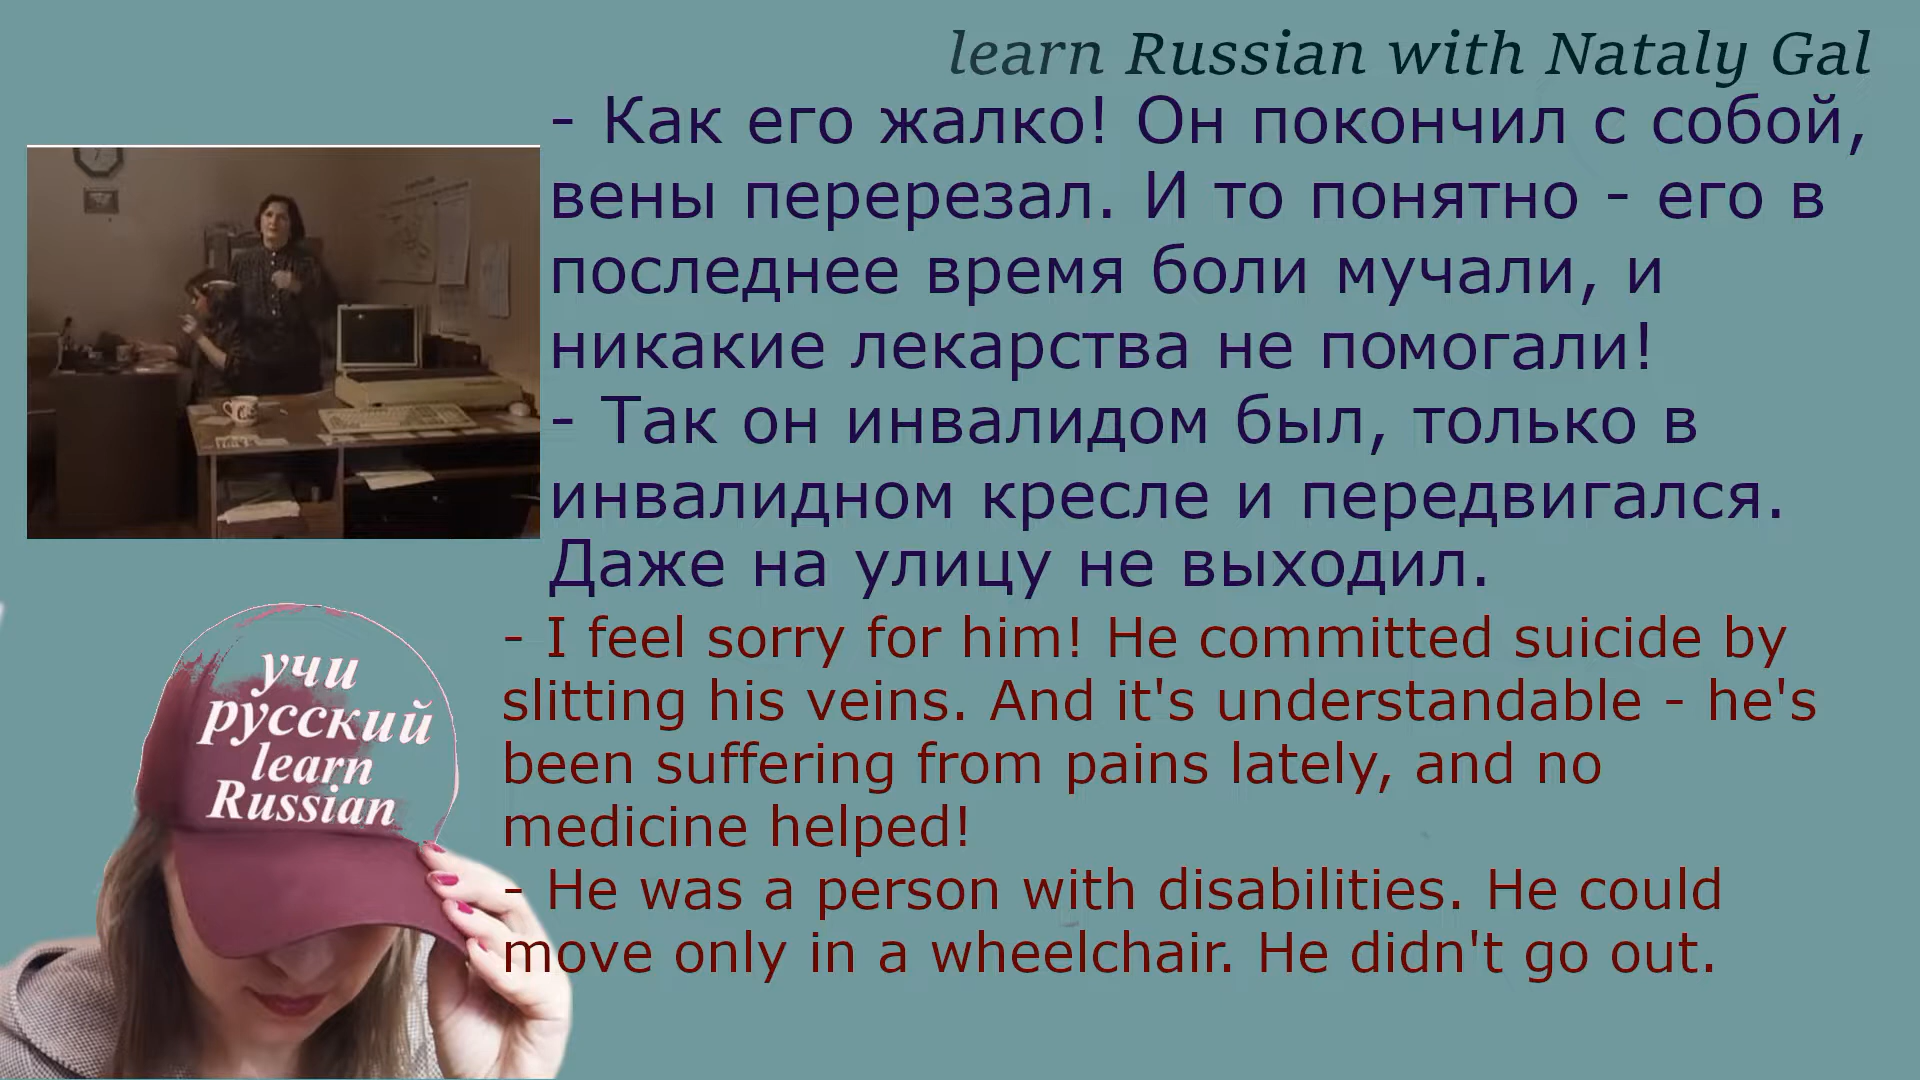 learn Russian with Nataly Gal
- Как его жалко! Он покончил с собой,
вены перерезал. И то понятно - его в
последнее время боли мучали, и
никакие лекарства не помогали!
- Так он инвалидом был, только в
инвалидном кресле и передвигался.
Даже на улицу не выходил.
- I feel sorry for him! He committed suicide by
slitting his veins. And it's understandable - he's
been suffering from pains lately, and no
medicine helped!
- He was a person with disabilities. He could
move only in a wheelchair. He didn't go out.
учи
русский
learn
Russian